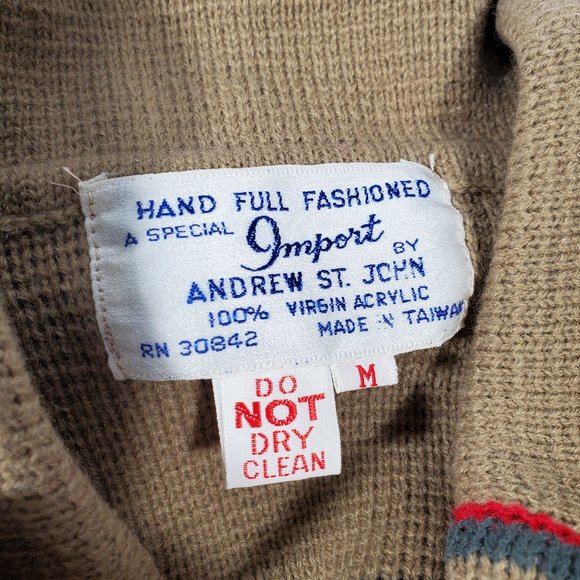 HAND FULL FASHIONED
A SPECIAL Import BY
ANDREW ST. JOHN
100% VIRGIN ACRYLIC
RN 30842 MADE IN TAIWAN
DO
NOT
DRY
CLEAN
M